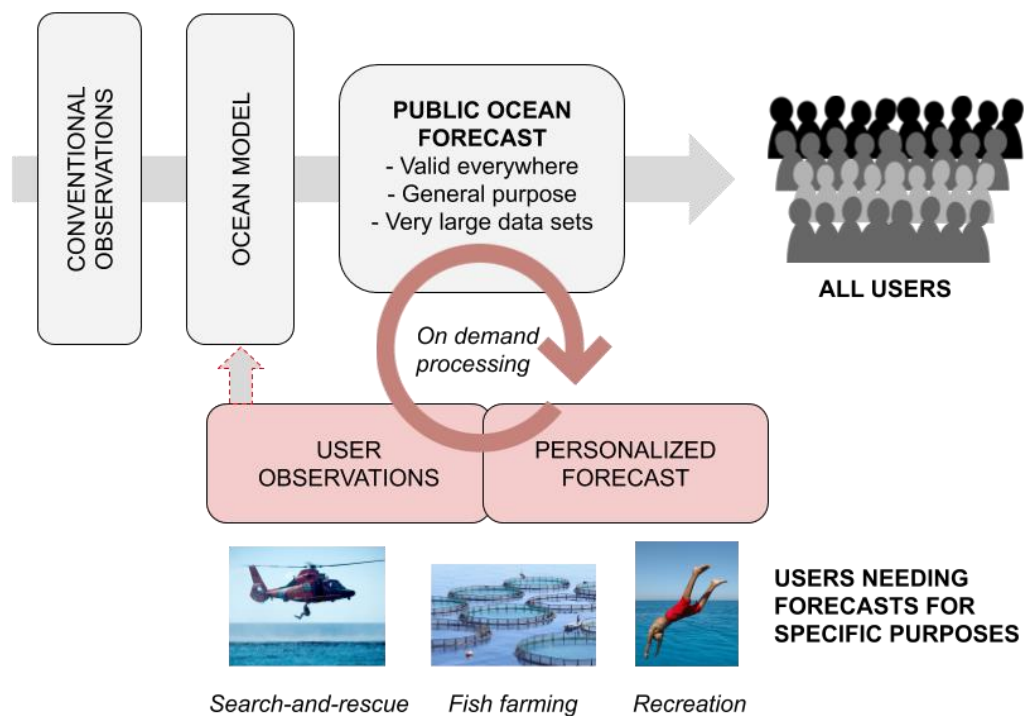 CONVENTIONAL
OBSERVATIONS
OCEAN MODEL
PUBLIC OCEAN
FORECAST
- Valid everywhere
- General purpose
- Very large data sets
ALL USERS
On demand
processing
USER
OBSERVATIONS
PERSONALIZED
FORECAST
USERS NEEDING
FORECASTS FOR
SPECIFIC PURPOSES
Search-and-rescue
Fish farming
Recreation